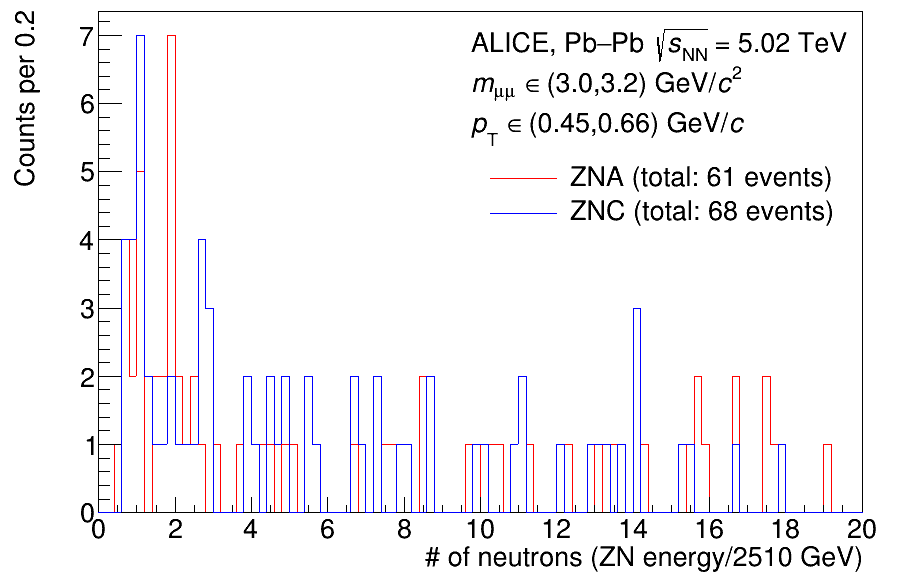 Counts per 0.2
7
6
5
4
3
2
1
0
ALICE, Pb–Pb √sNN = 5.02 TeV
mμμ ∈ (3.0,3.2) GeV/c²
pT ∈ (0.45,0.66) GeV/c
ZNA (total: 61 events)
ZNC (total: 68 events)
0 2 4 6 8 10 12 14 16 18 20
# of neutrons (ZN energy/2510 GeV)